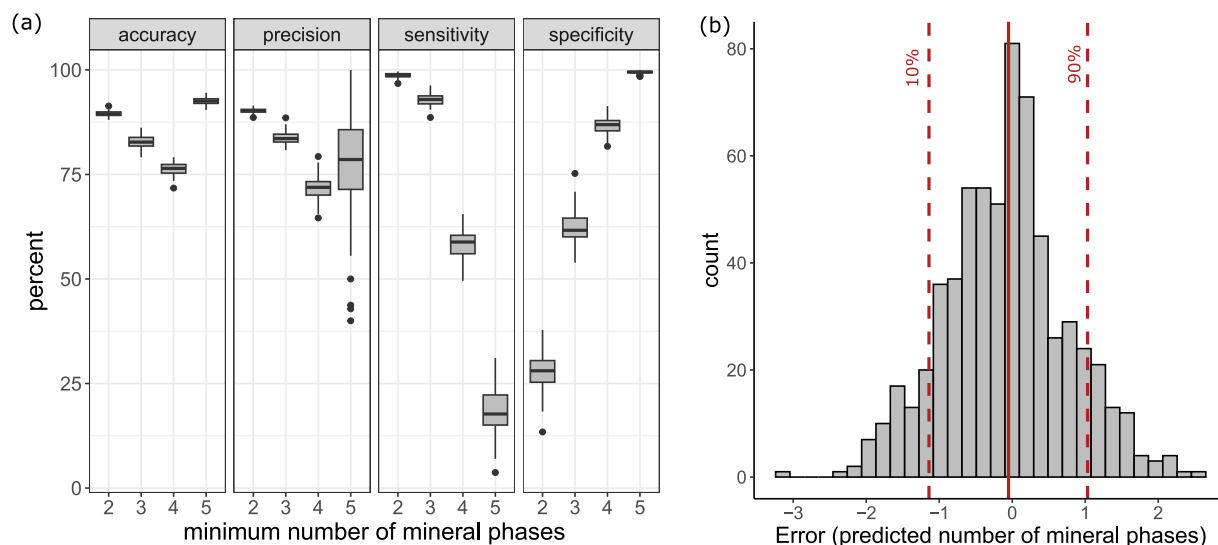 (a)
accuracy precision sensitivity specificity
percent
100
75
50
25
0
2 3 4 5 2 3 4 5 2 3 4 5 2 3 4 5
minimum number of mineral phases
(b)
count
80
60
40
20
0
10%
90%
−3 −2 −1 0 1 2
Error (predicted number of mineral phases)